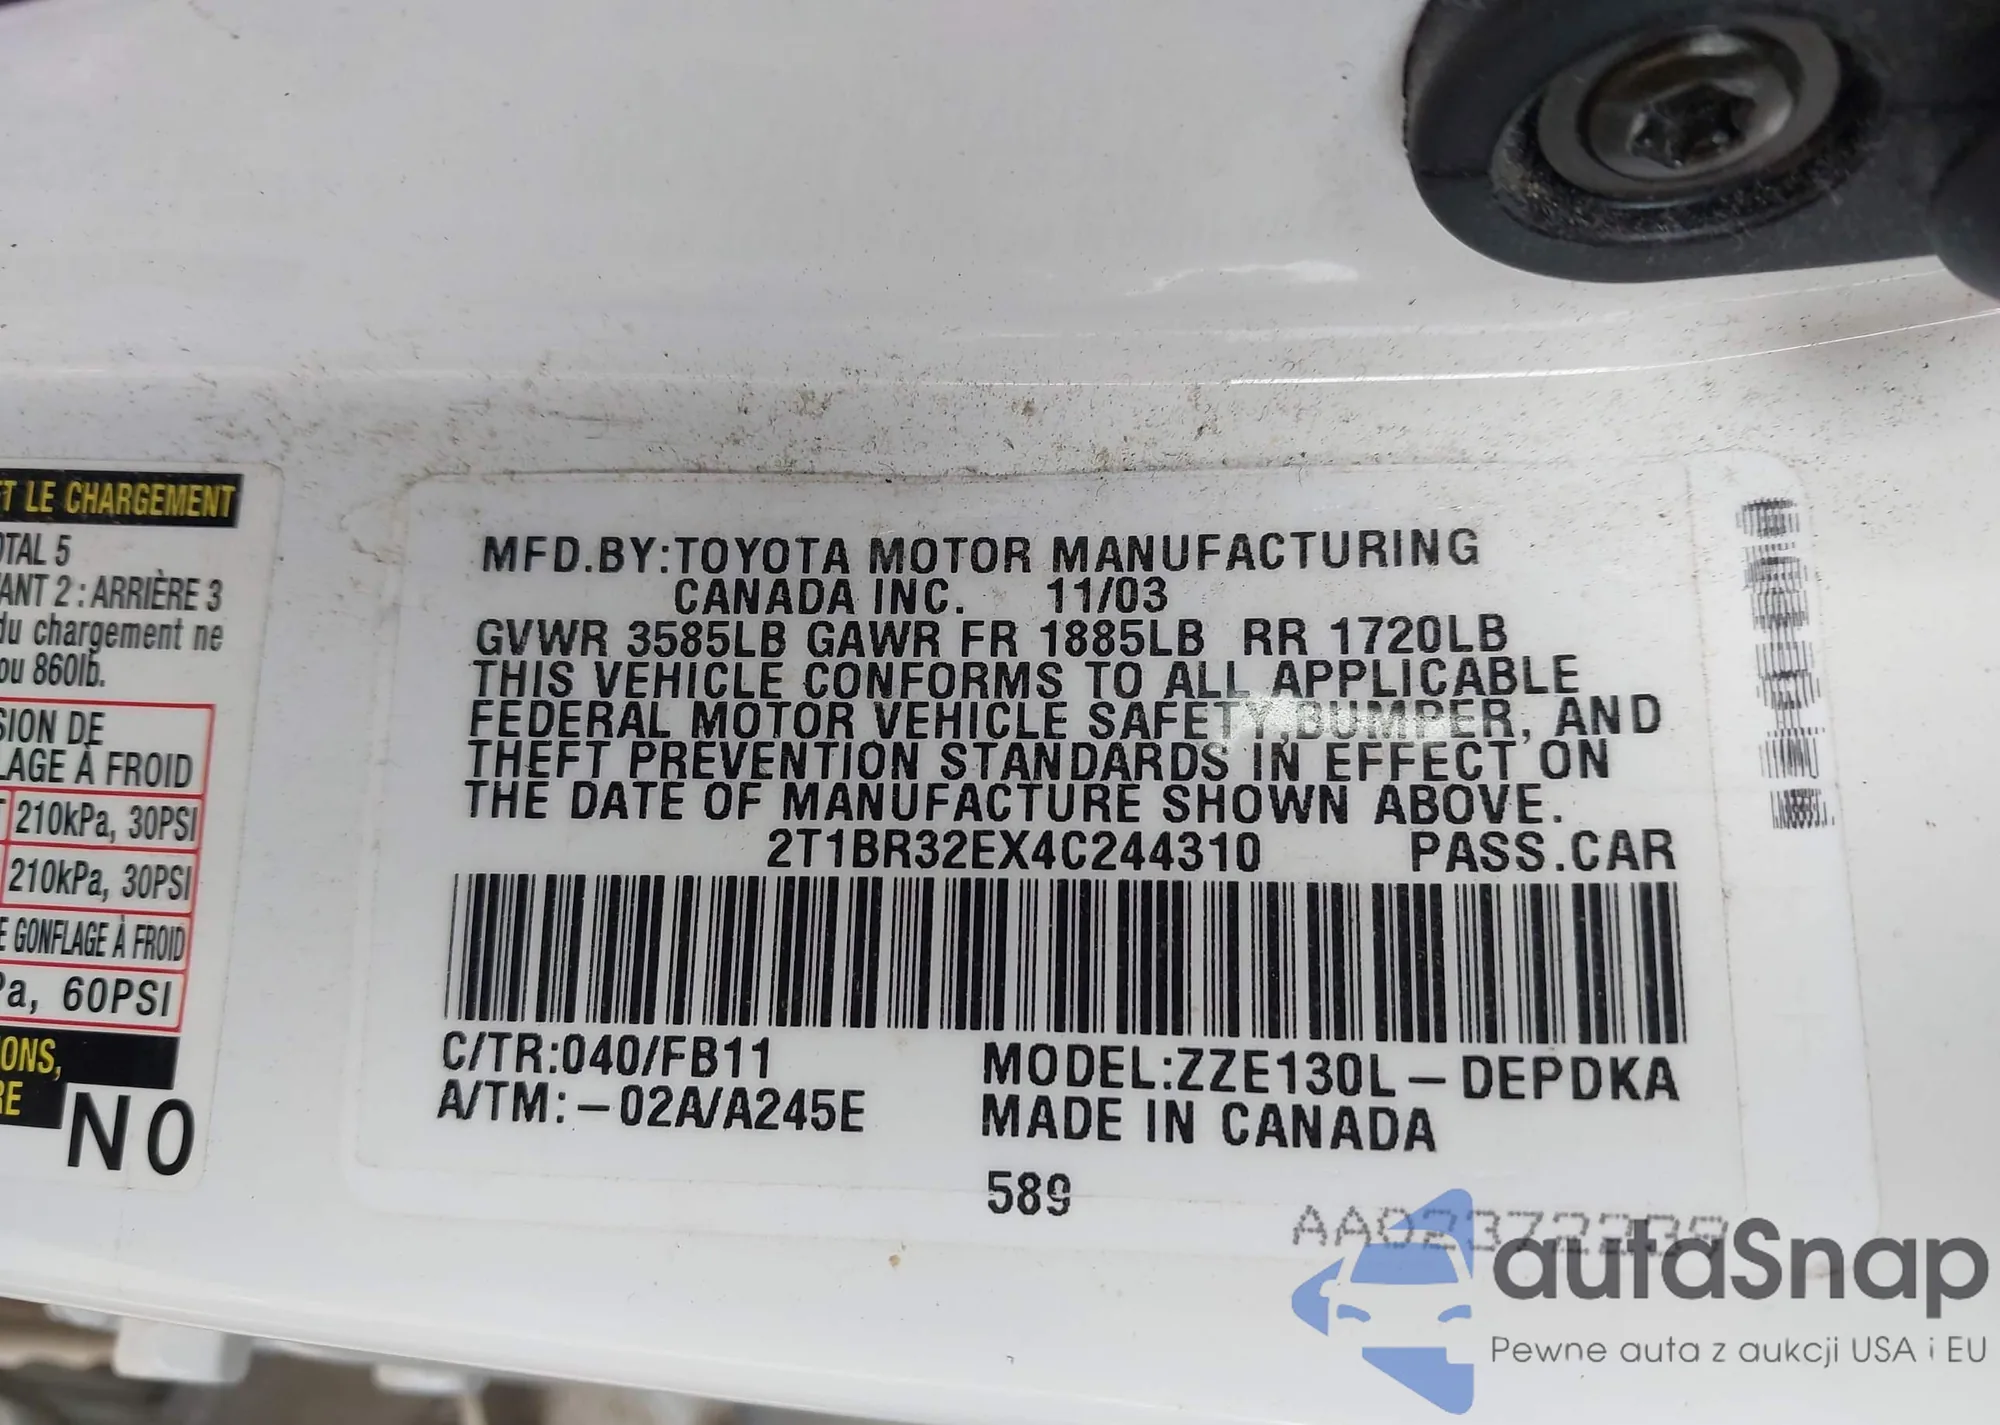 T LE CHARGEMENT
OTAL 5
VANT 2 : ARRIÈRE 3
du chargement ne
ou 860lb.
SION DE
LAGE À FROID
210kPa, 30PSI
210kPa, 30PSI
E GONFLAGE À FROID
Pa, 60PSI
ONS,
RE
N0
MFD.BY:TOYOTA MOTOR MANUFACTURING
CANADA INC. 11/03
GVWR 3585LB GAWR FR 1885LB RR 1720LB
THIS VEHICLE CONFORMS TO ALL APPLICABLE
FEDERAL MOTOR VEHICLE SAFETY,BUMPER, AND
THEFT PREVENTION STANDARDS IN EFFECT ON
THE DATE OF MANUFACTURE SHOWN ABOVE.
2T1BR32EX4C244310 PASS.CAR
C/TR:040/FB11
A/TM:-02A/A245E
MODEL:ZZE130L-DEPDKA
MADE IN CANADA
589
autaSnap
Pewne auta z aukcji USA i EU